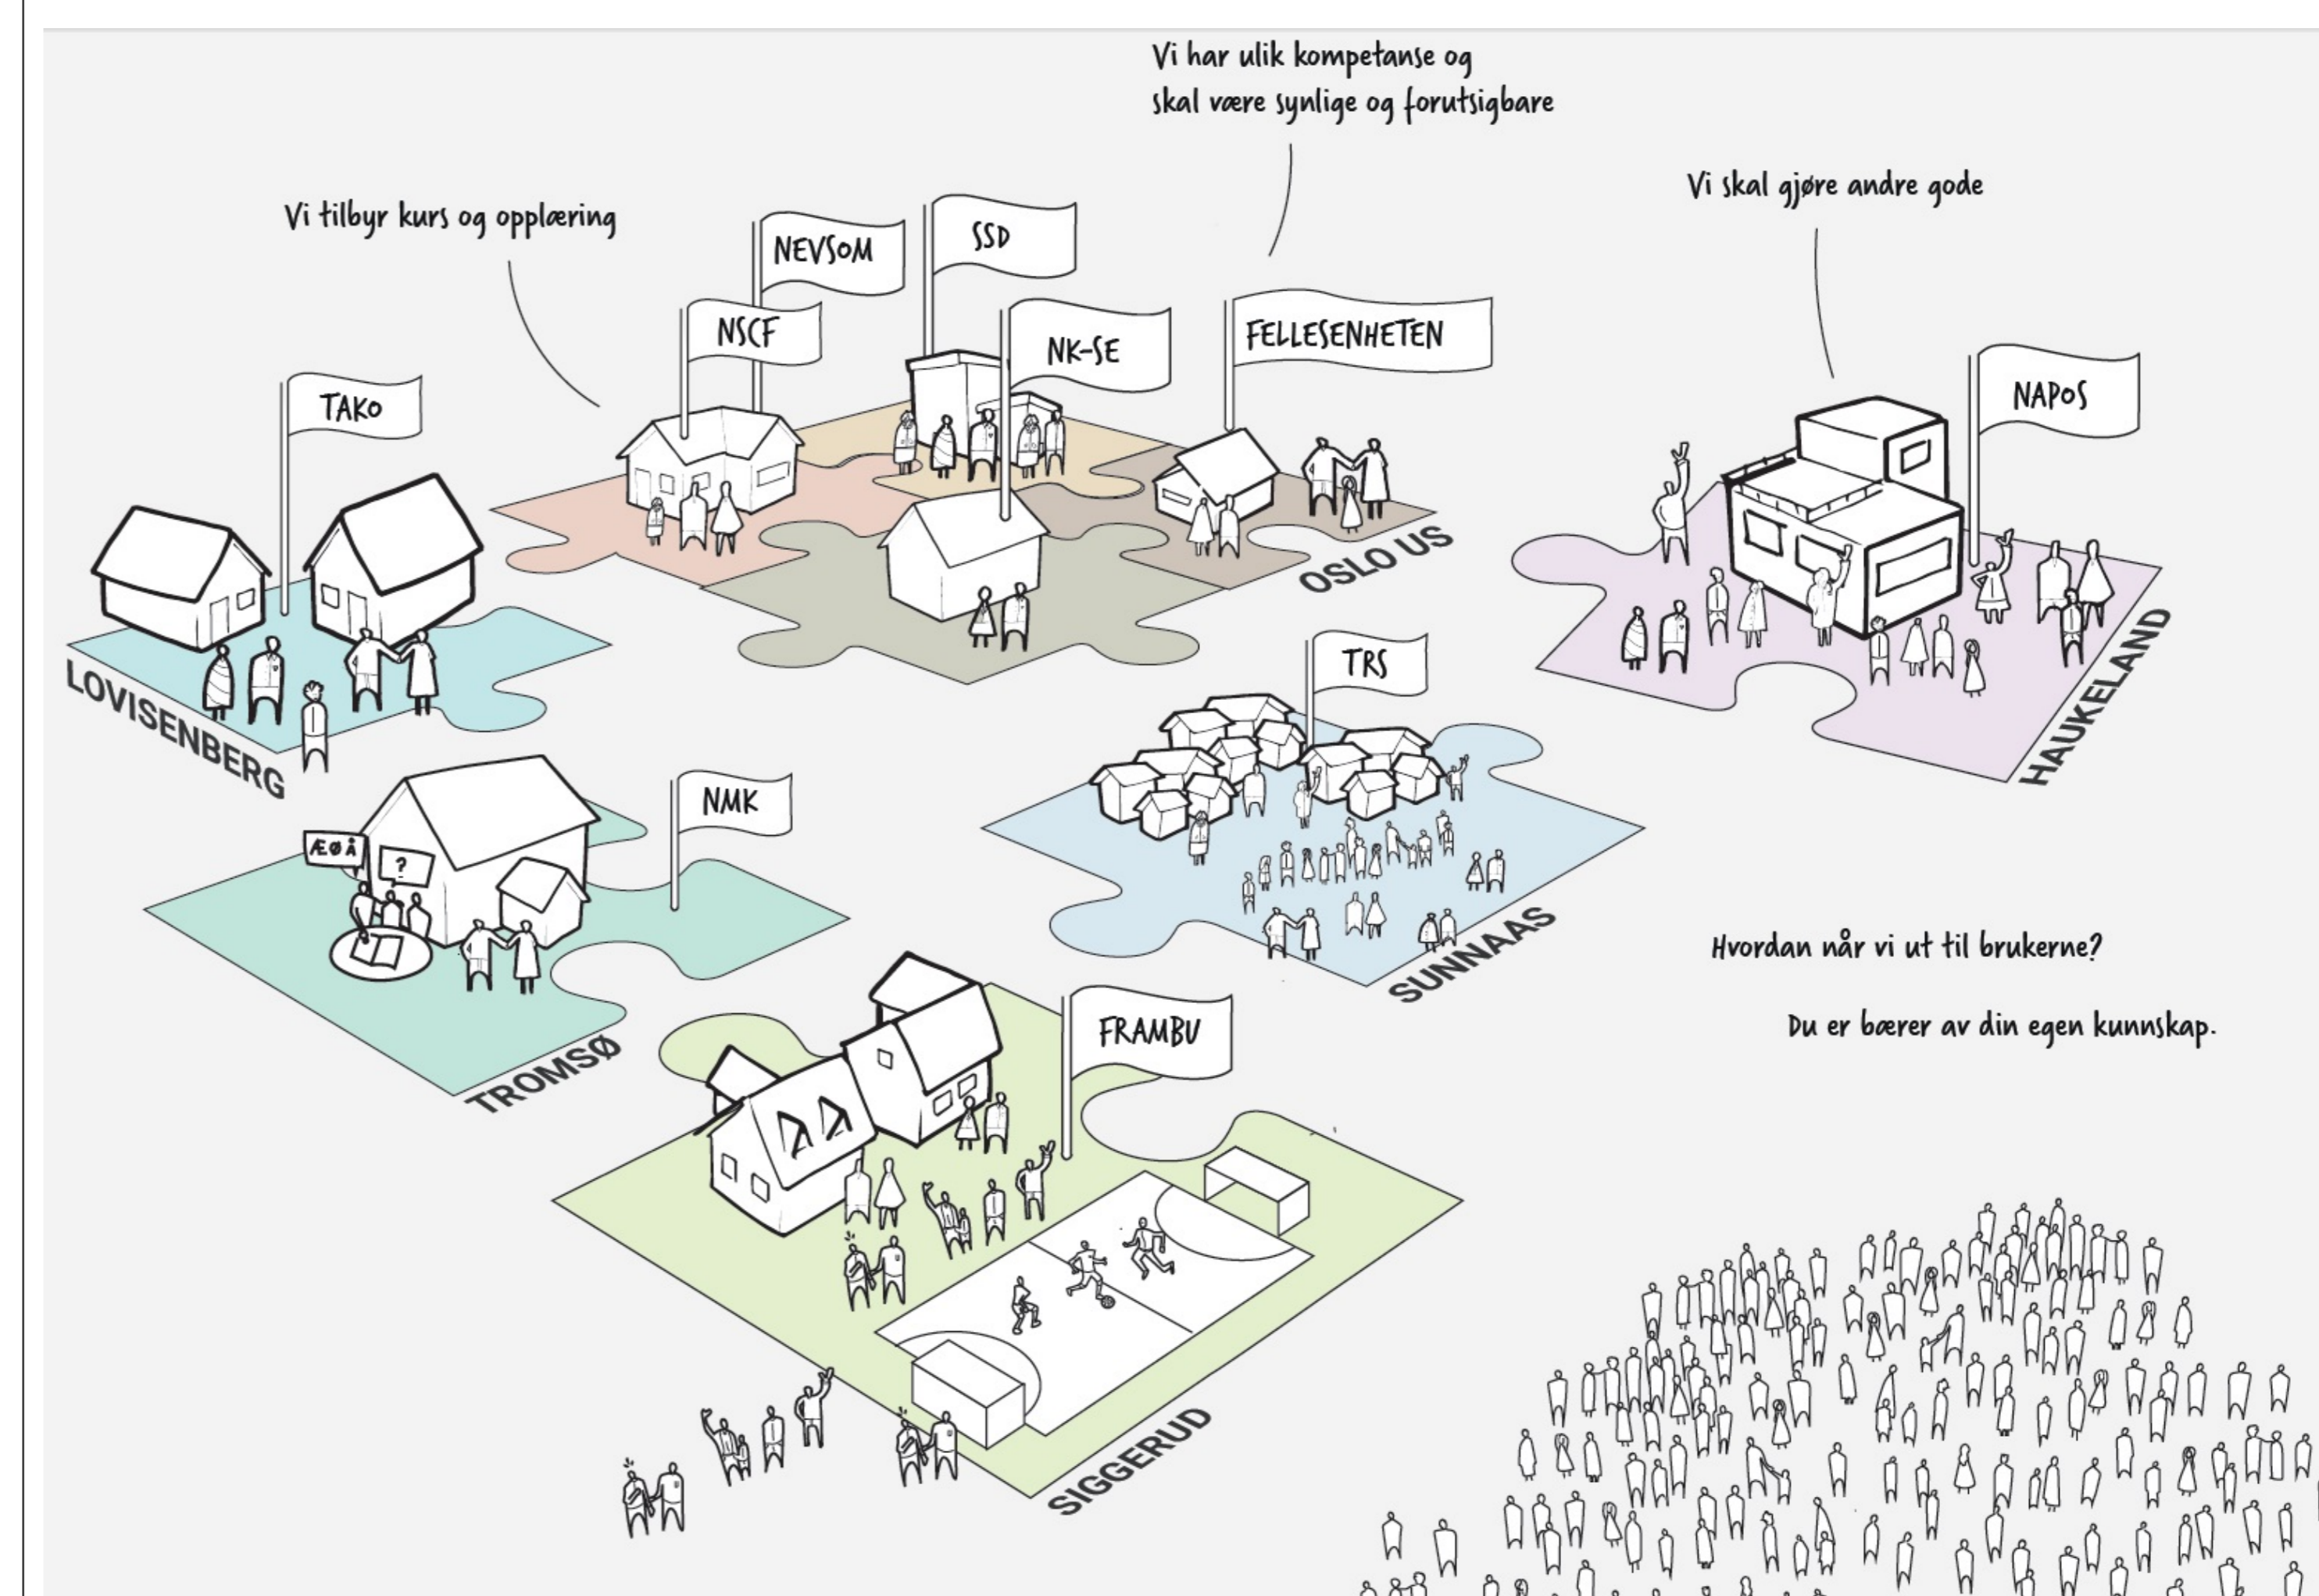 Vi har ulik kompetanse og
skal være synlige og forutsigbare
Vi skal gjøre andre gode
Vi tilbyr kurs og opplæring
NEVSOM
SSD
NSCF
NK-SE
FELLESENHETEN
TAKO
NAPOS
OSLO US
LOVISENBERG
HAUKELAND
TRS
NMK
ÆØÅ
?
SUNNAAS
Hvordan når vi ut til brukerne?
Du er bærer av din egen kunnskap.
TROMSØ
FRAMBU
SIGGERUD